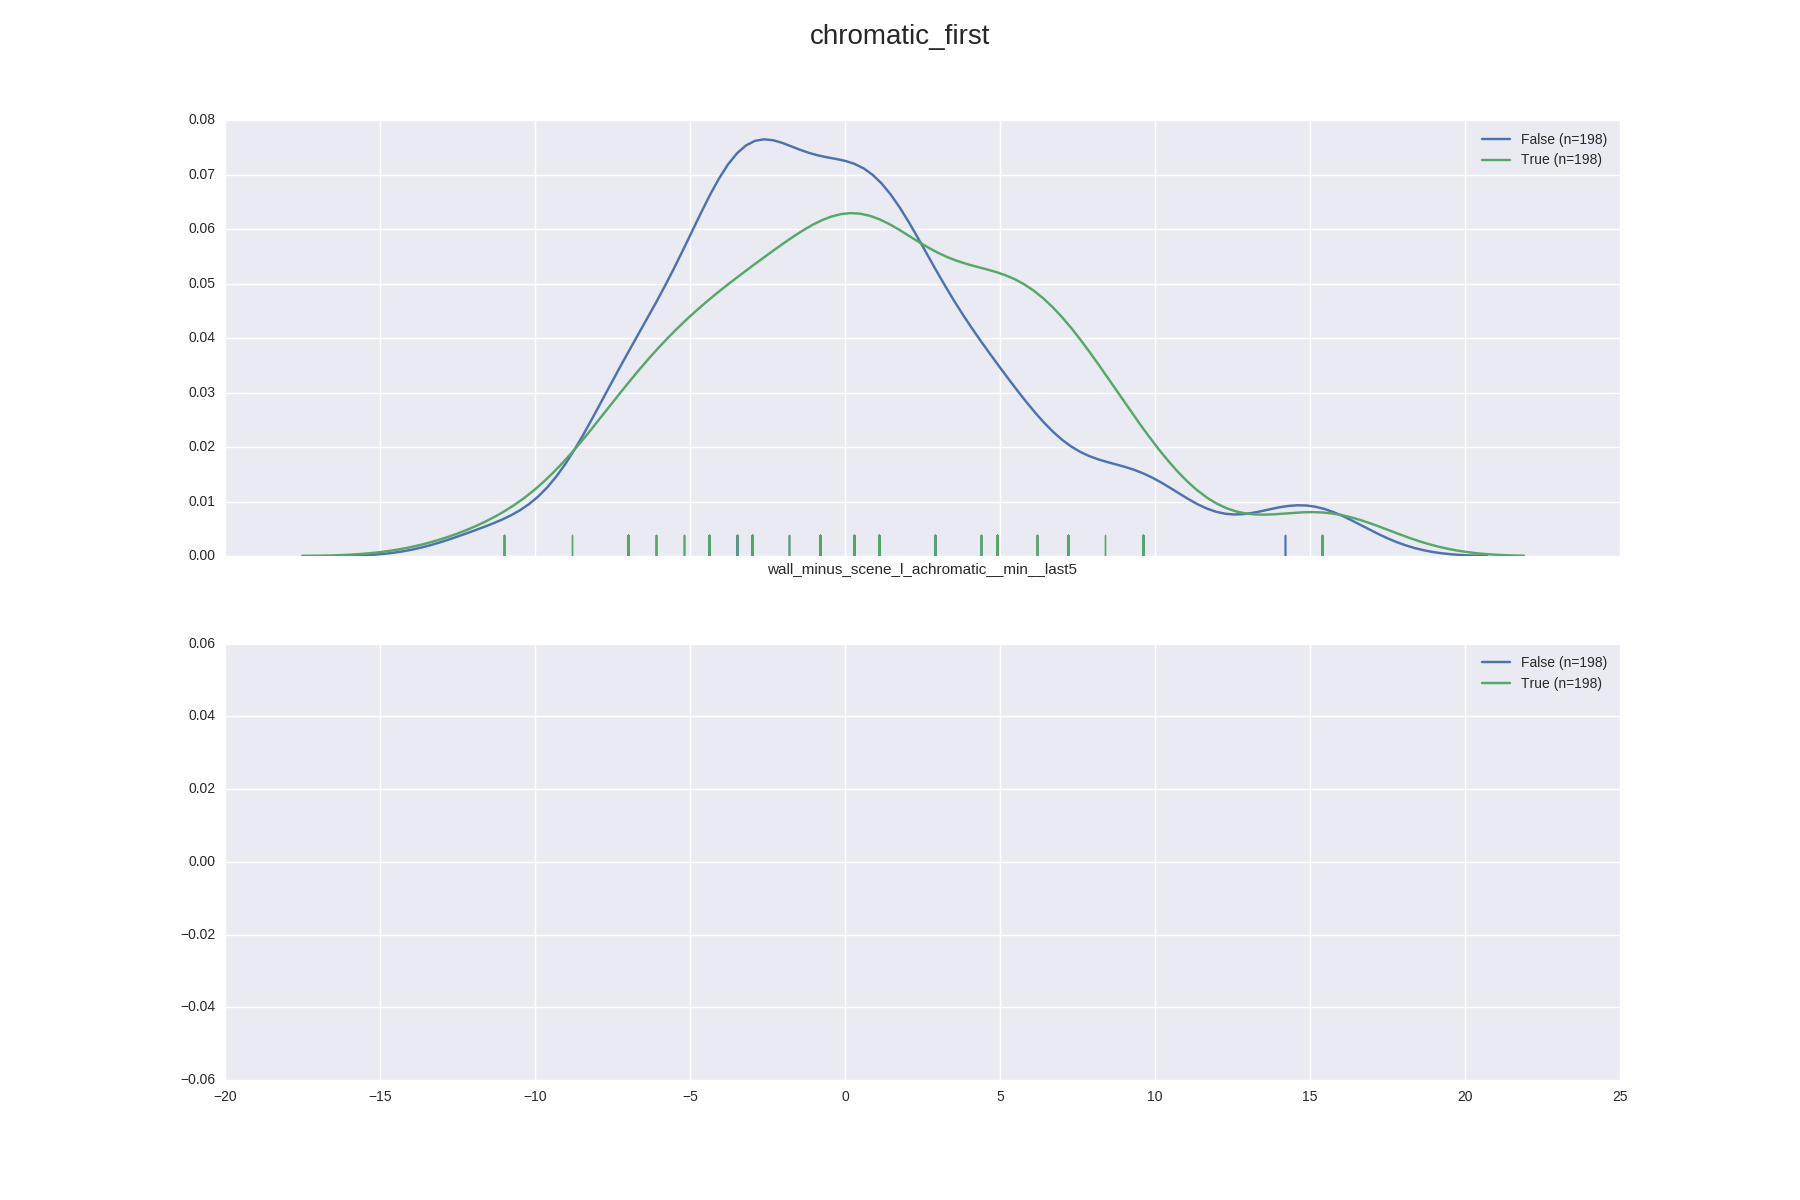 chromatic_first
0.08
0.07
0.06
0.05
0.04
0.03
0.02
0.01
0.00
False (n=198)
True (n=198)
wall_minus_scene_l_achromatic__min__last5
0.06
0.04
0.02
0.00
−0.02
−0.04
−0.06
False (n=198)
True (n=198)
−20 −15 −10 −5 0 5 10 15 20 25